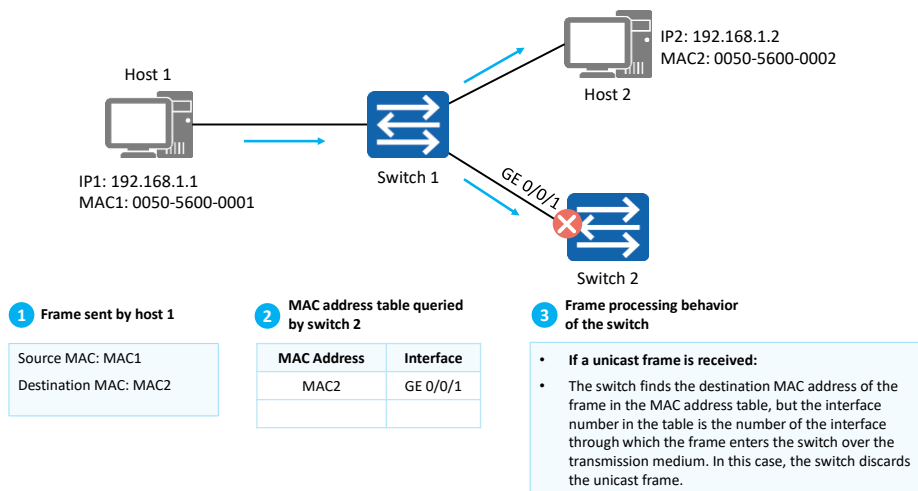 IP2: 192.168.1.2
MAC2: 0050-5600-0002
Host 1
Host 2
IP1: 192.168.1.1
MAC1: 0050-5600-0001
Switch 1
GE 0/0/1
Switch 2
1 Frame sent by host 1
Source MAC: MAC1
Destination MAC: MAC2
2 MAC address table queried
by switch 2
MAC Address Interface
MAC2 GE 0/0/1
3 Frame processing behavior
of the switch
• If a unicast frame is received:
• The switch finds the destination MAC address of the
frame in the MAC address table, but the interface
number in the table is the number of the interface
through which the frame enters the switch over the
transmission medium. In this case, the switch discards
the unicast frame.